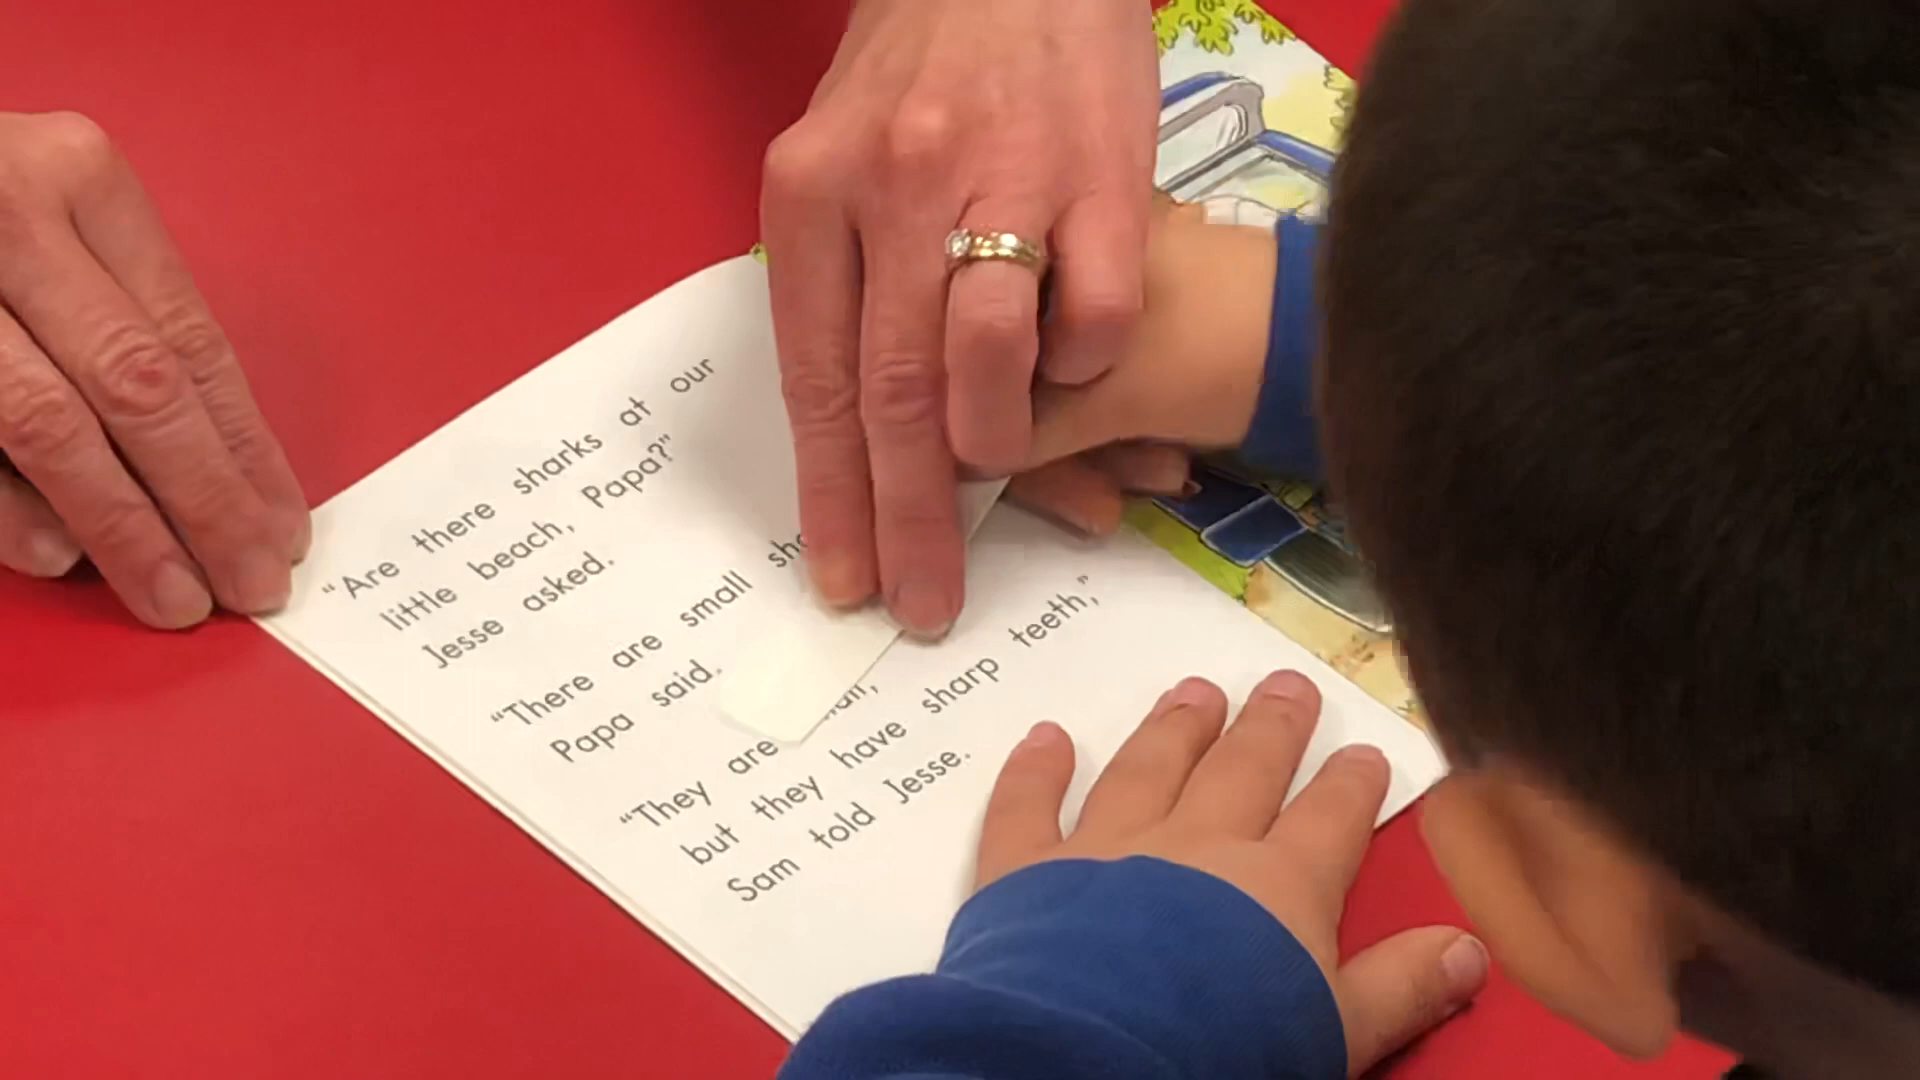 "Are there sharks at our
little beach, Papa?"
Jesse asked.
"There are small
Papa said.
"They are
but they have sharp teeth,"
Sam told Jesse.